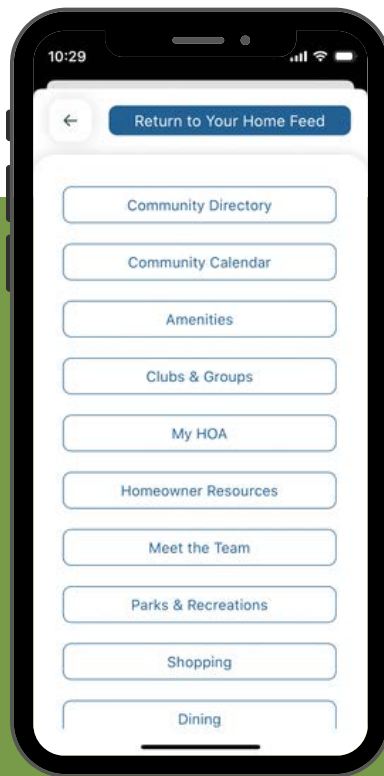 10:29
Return to Your Home Feed
Community Directory
Community Calendar
Amenities
Clubs & Groups
My HOA
Homeowner Resources
Meet the Team
Parks & Recreations
Shopping
Dining